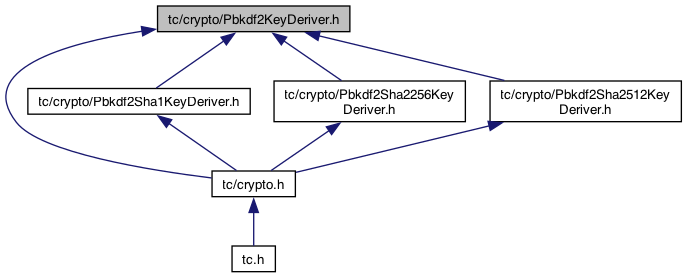 tc/crypto/Pbkdf2KeyDeriver.h
tc/crypto/Pbkdf2Sha1KeyDeriver.h
tc/crypto/Pbkdf2Sha2256Key
Deriver.h
tc/crypto/Pbkdf2Sha2512Key
Deriver.h
tc/crypto.h
tc.h